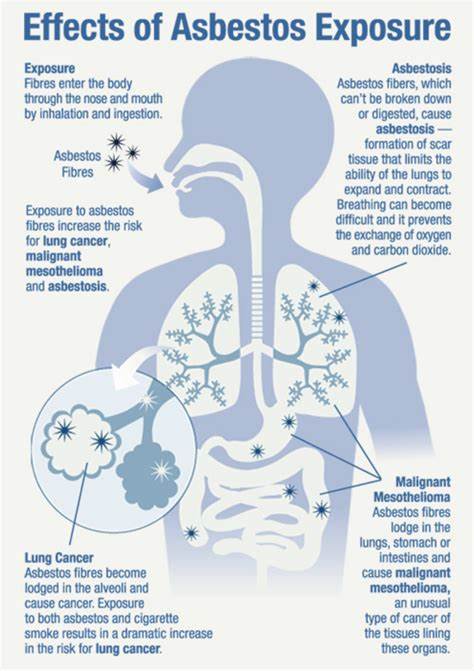 Effects of Asbestos Exposure
Exposure
Fibres enter the body
through the nose and mouth
by inhalation and ingestion.
Asbestos
Fibres
Exposure to asbestos
fibres increase the risk
for lung cancer,
malignant
mesothelioma
and asbestosis.
Asbestosis
Asbestos fibers, which
can't be broken down
or digested, cause
asbestosis —
formation of scar
tissue that limits the
ability of the lungs to
expand and contract.
Breathing can become
difficult and it prevents
the exchange of oxygen
and carbon dioxide.
Lung Cancer
Asbestos fibres become
lodged in the alveoli and
cause cancer. Exposure
to both asbestos and cigarette
smoke results in a dramatic increase
in the risk for lung cancer.
Malignant
Mesothelioma
Asbestos fibres
lodge in the
lungs, stomach or
intestines and
cause malignant
mesothelioma,
an unusual
type of cancer of
the tissues lining
these organs.